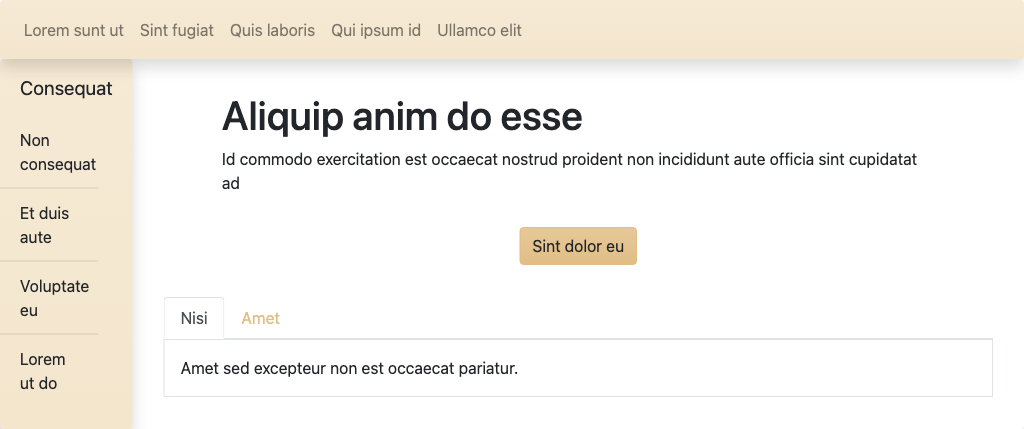 Lorem sunt ut Sint fugiat Quis laboris Qui ipsum id Ullamco elit
Consequat
Non
consequat
Et duis
aute
Voluptate
eu
Lorem
ut do
Aliquip anim do esse
Id commodo exercitation est occaecat nostrud proident non incididunt aute officia sint cupidatat
ad
Sint dolor eu
Nisi Amet
Amet sed excepteur non est occaecat pariatur.